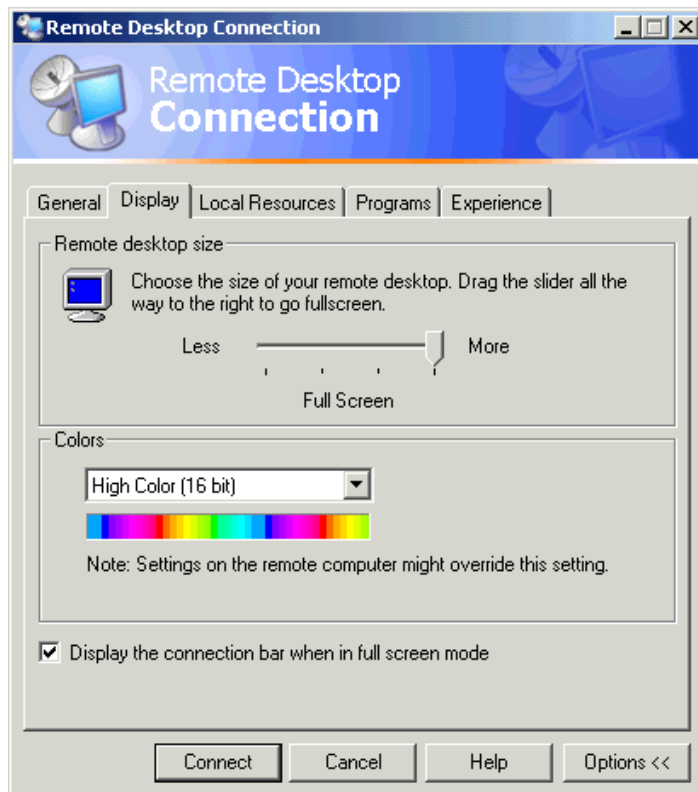 Remote Desktop Connection
Remote Desktop
Connection
General Display Local Resources Programs Experience
Remote desktop size
Choose the size of your remote desktop. Drag the slider all the
way to the right to go fullscreen.
Less More
Full Screen
Colors
High Color (16 bit)
Note: Settings on the remote computer might override this setting.
Display the connection bar when in full screen mode
Connect Cancel Help Options <<